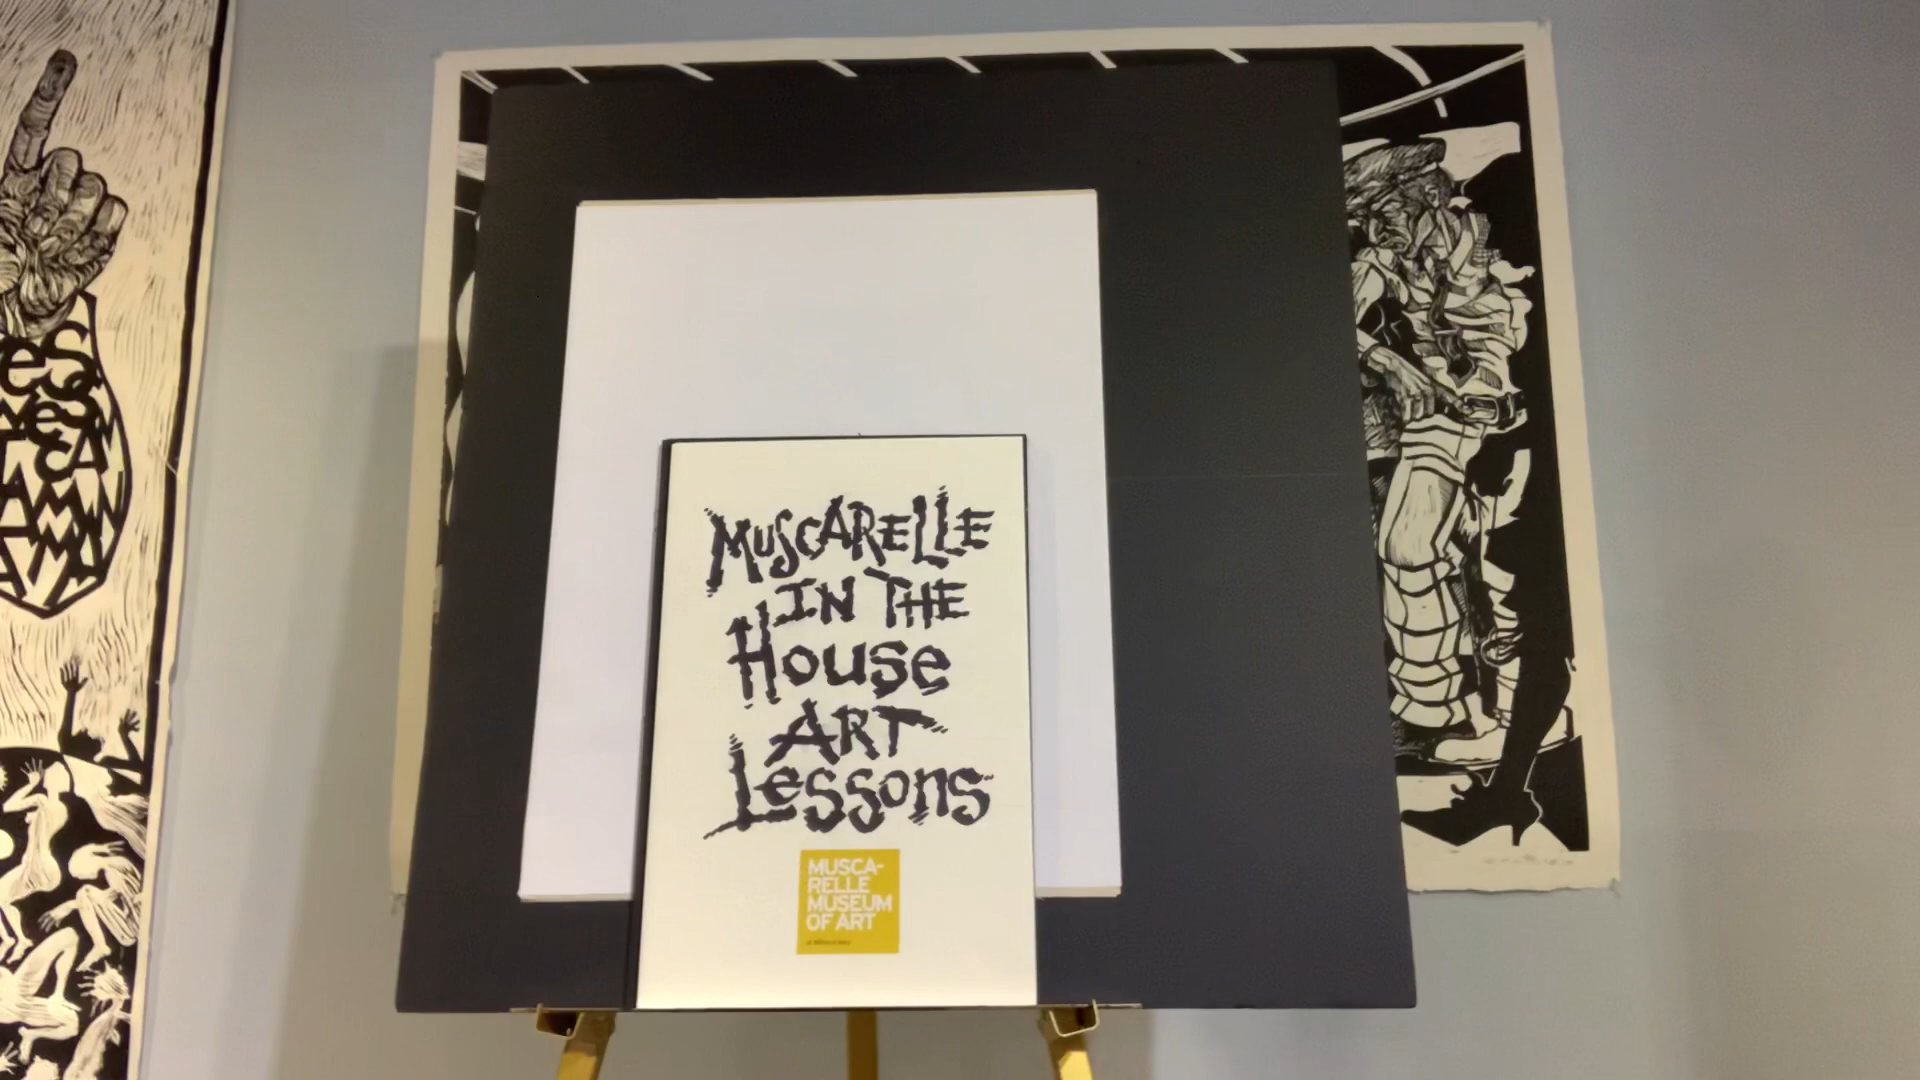 MUSCARELLE
IN THE
HOUSE
ART
LESSONS
MUSCA-
RELLE
MUSEUM
OF ART